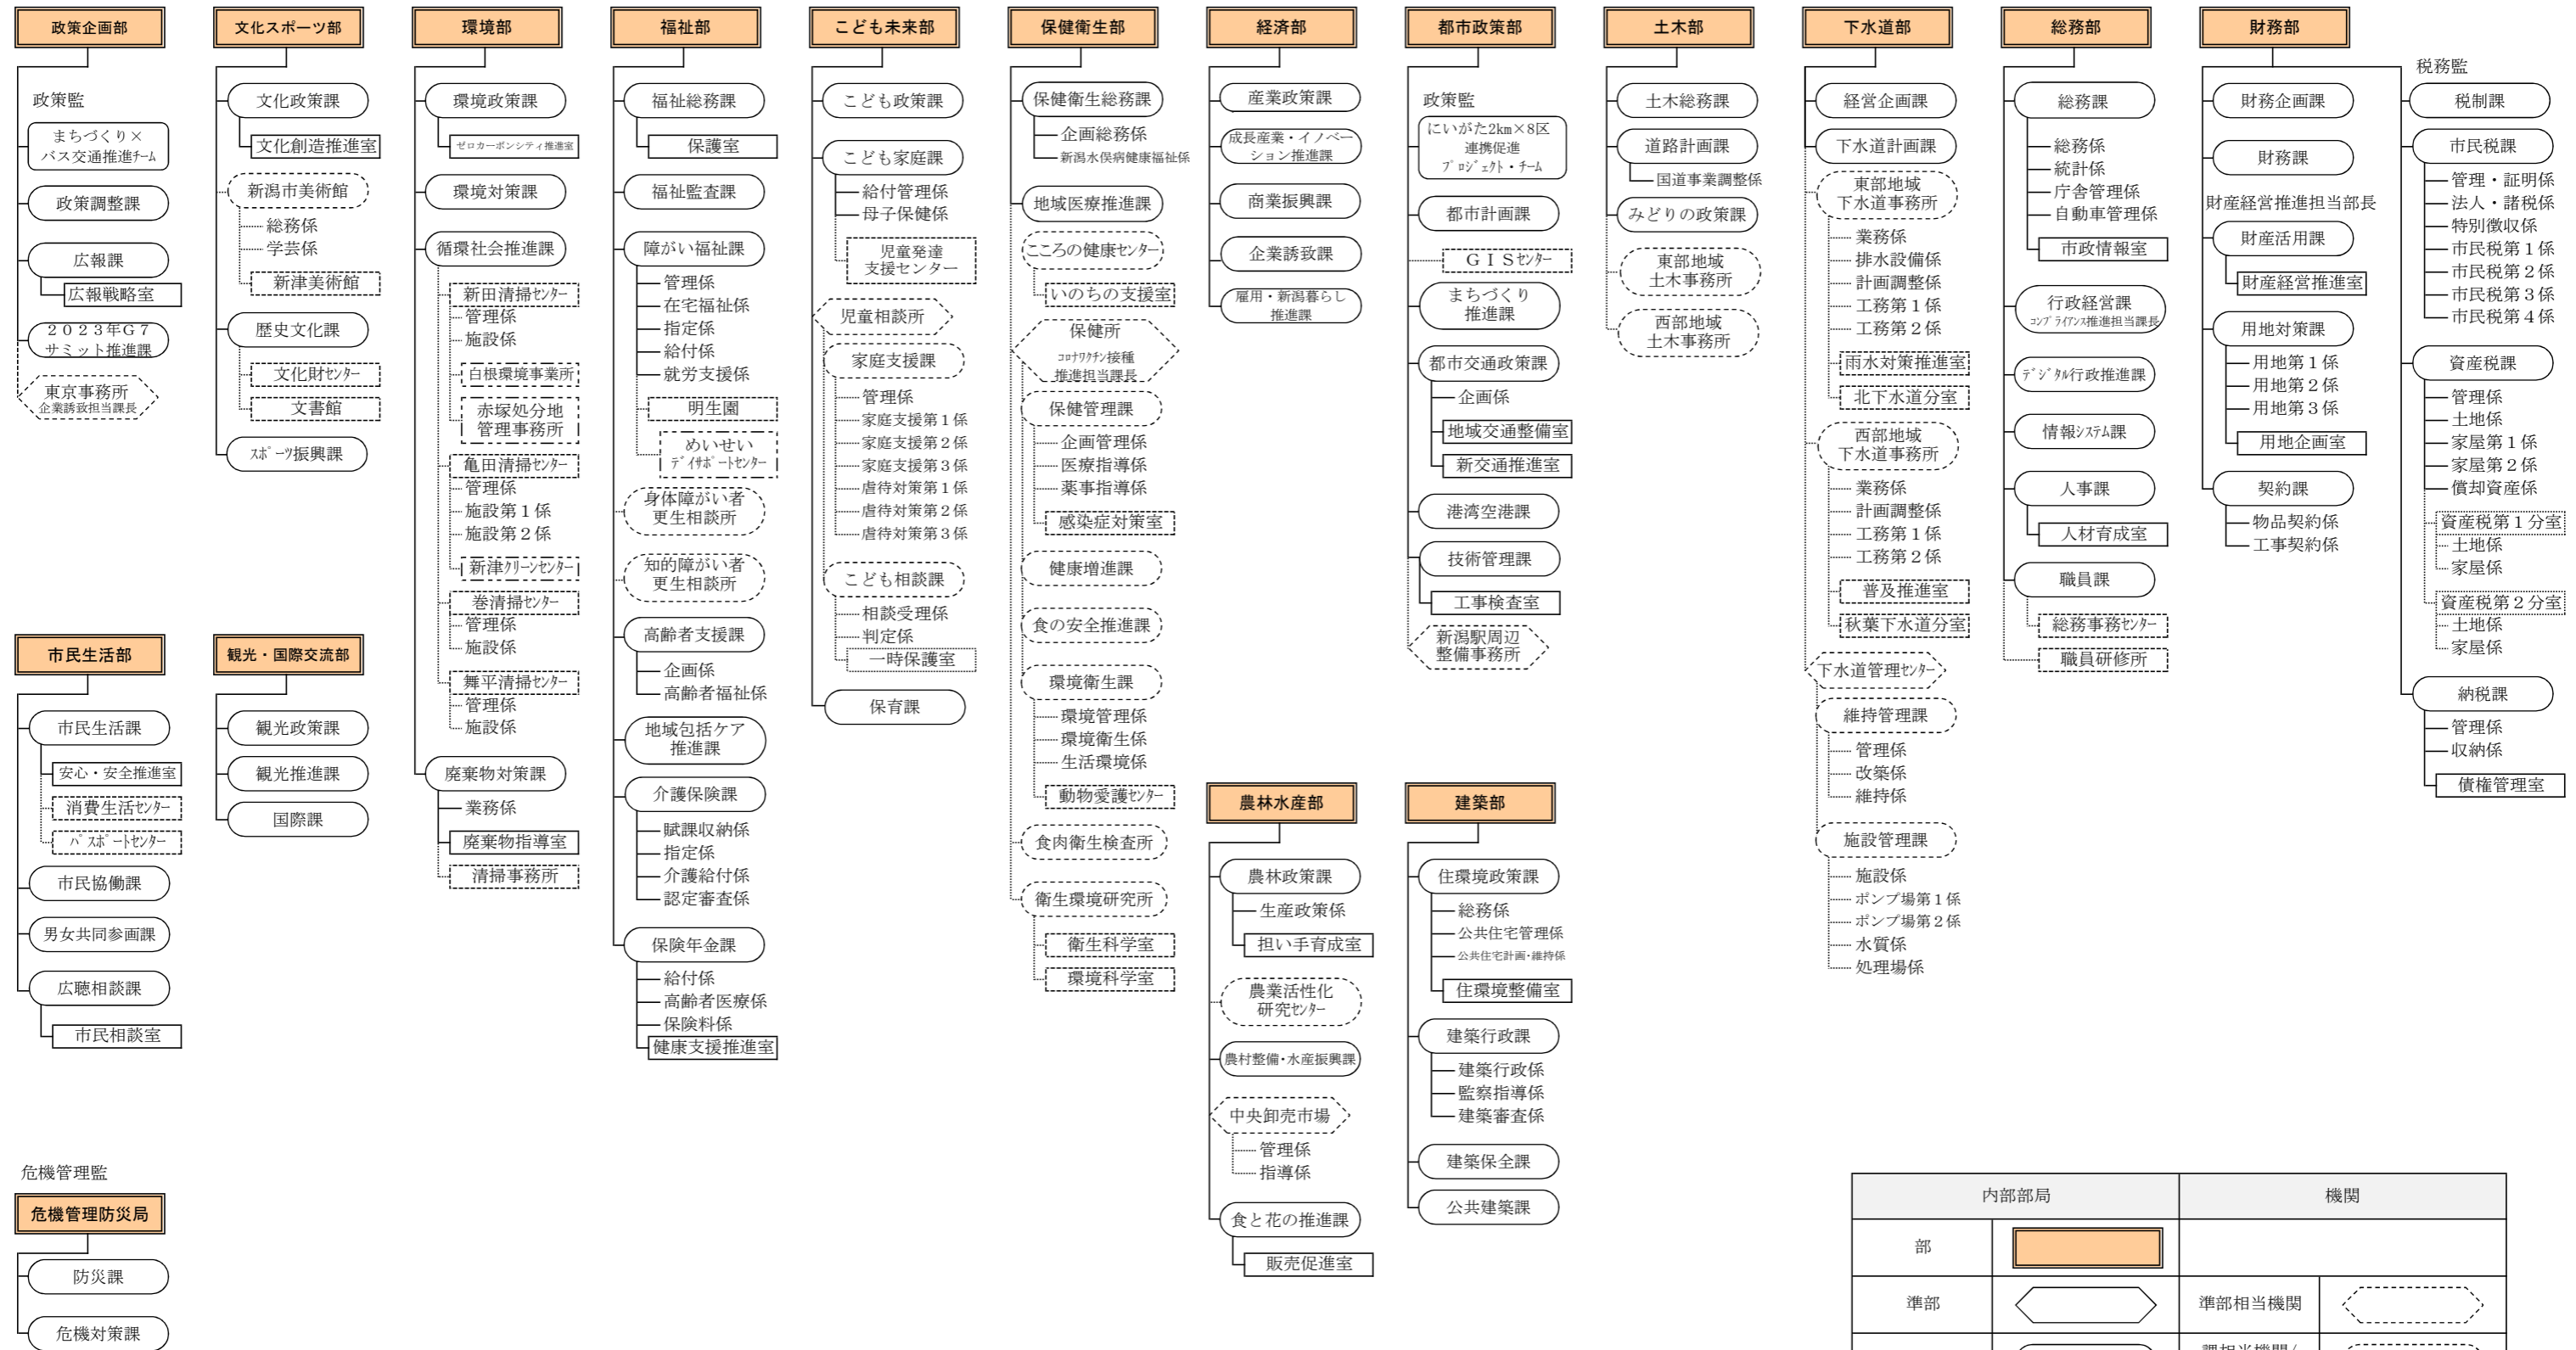 政策企画部
政策監
まちづくり×
バス交通推進ﾁｰﾑ
政策調整課
広報課
広報戦略室
２０２３年Ｇ７
サミット推進課
東京事務所
企業誘致担当課長
市民生活部
市民生活課
安心・安全推進室
消費生活ｾﾝﾀｰ
ﾊﾟｽﾎﾟｰﾄｾﾝﾀｰ
市民協働課
男女共同参画課
広聴相談課
市民相談室
危機管理監
危機管理防災局
防災課
危機対策課
文化スポーツ部
文化政策課
文化創造推進室
新潟市美術館
総務係
学芸係
新津美術館
歴史文化課
文化財ｾﾝﾀｰ
文書館
ｽﾎﾟｰﾂ振興課
観光・国際交流部
観光政策課
観光推進課
国際課
環境部
環境政策課
ｾﾞﾛｶｰﾎﾞﾝｼﾃｨ推進室
環境対策課
循環社会推進課
新田清掃ｾﾝﾀｰ
管理係
施設係
白根環境事業所
赤塚処分地
管理事務所
亀田清掃ｾﾝﾀｰ
管理係
施設第１係
施設第２係
新津ｸﾘｰﾝｾﾝﾀｰ
巻清掃ｾﾝﾀｰ
管理係
施設係
舞平清掃ｾﾝﾀｰ
管理係
施設係
廃棄物対策課
業務係
廃棄物指導室
清掃事務所
福祉部
福祉総務課
保護室
福祉監査課
障がい福祉課
管理係
在宅福祉係
指定係
給付係
就労支援係
明生園
めいせい
ﾃﾞｲｻﾎﾟｰﾄｾﾝﾀｰ
身体障がい者
更生相談所
知的障がい者
更生相談所
高齢者支援課
企画係
高齢者福祉係
地域包括ケア
推進課
介護保険課
賦課収納係
指定係
介護給付係
認定審査係
保険年金課
給付係
高齢者医療係
保険料係
健康支援推進室
こども未来部
こども政策課
こども家庭課
給付管理係
母子保健係
児童発達
支援センター
児童相談所
家庭支援課
管理係
家庭支援第１係
家庭支援第２係
家庭支援第３係
虐待対策第１係
虐待対策第２係
虐待対策第３係
こども相談課
相談受理係
判定係
一時保護室
保育課
保健衛生部
保健衛生総務課
企画総務係
新潟水俣病健康福祉係
地域医療推進課
こころの健康ｾﾝﾀｰ
いのちの支援室
保健所
ｺﾛﾅﾜｸﾁﾝ接種
推進担当課長
保健管理課
企画管理係
医療指導係
薬事指導係
感染症対策室
健康増進課
食の安全推進課
環境衛生課
環境管理係
環境衛生係
生活環境係
動物愛護ｾﾝﾀｰ
食肉衛生検査所
衛生環境研究所
衛生科学室
環境科学室
経済部
産業政策課
成長産業・イノベー
ション推進課
商業振興課
企業誘致課
雇用・新潟暮らし
推進課
農林水産部
農林政策課
生産政策係
担い手育成室
農業活性化
研究ｾﾝﾀｰ
農村整備･水産振興課
中央卸売市場
管理係
指導係
食と花の推進課
販売促進室
都市政策部
政策監
にいがた2km×8区
連携促進
ﾌﾟﾛｼﾞｪｸﾄ・ﾁｰﾑ
都市計画課
ＧＩＳｾﾝﾀｰ
まちづくり
推進課
都市交通政策課
企画係
地域交通整備室
新交通推進室
港湾空港課
技術管理課
工事検査室
新潟駅周辺
整備事務所
建築部
住環境政策課
総務係
公共住宅管理係
公共住宅計画･維持係
住環境整備室
建築行政課
建築行政係
監察指導係
建築審査係
建築保全課
公共建築課
土木部
土木総務課
道路計画課
国道事業調整係
みどりの政策課
東部地域
土木事務所
西部地域
土木事務所
下水道部
経営企画課
下水道計画課
東部地域
下水道事務所
業務係
排水設備係
計画調整係
工務第１係
工務第２係
雨水対策推進室
北下水道分室
西部地域
下水道事務所
業務係
計画調整係
工務第１係
工務第２係
普及推進室
秋葉下水道分室
下水道管理ｾﾝﾀｰ
維持管理課
管理係
改築係
維持係
施設管理課
施設係
ポンプ場第１係
ポンプ場第２係
水質係
処理場係
総務部
総務課
総務係
統計係
庁舎管理係
自動車管理係
市政情報室
行政経営課
ｺﾝﾌﾟﾗｲｱﾝｽ推進担当課長
ﾃﾞｼﾞﾀﾙ行政推進課
情報ｼｽﾃﾑ課
人事課
人材育成室
職員課
総務事務ｾﾝﾀｰ
職員研修所
財務部
財務企画課
財務課
財産経営推進担当部長
財産活用課
財産経営推進室
用地対策課
用地第１係
用地第２係
用地第３係
用地企画室
契約課
物品契約係
工事契約係
税務監
税制課
市民税課
管理・証明係
法人・諸税係
特別徴収係
市民税第１係
市民税第２係
市民税第３係
市民税第４係
資産税課
管理係
土地係
家屋第１係
家屋第２係
償却資産係
資産税第１分室
土地係
家屋係
資産税第２分室
土地係
家屋係
納税課
管理係
収納係
債権管理室
内部部局
機関
部
準部
準部相当機関